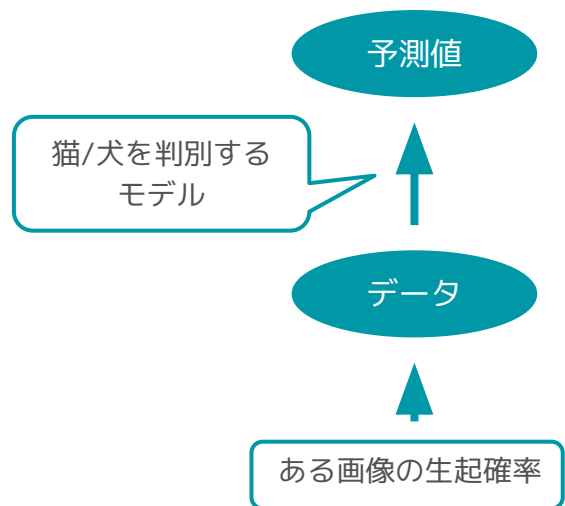 予測値
猫/犬を判別する
モデル
データ
ある画像の生起確率